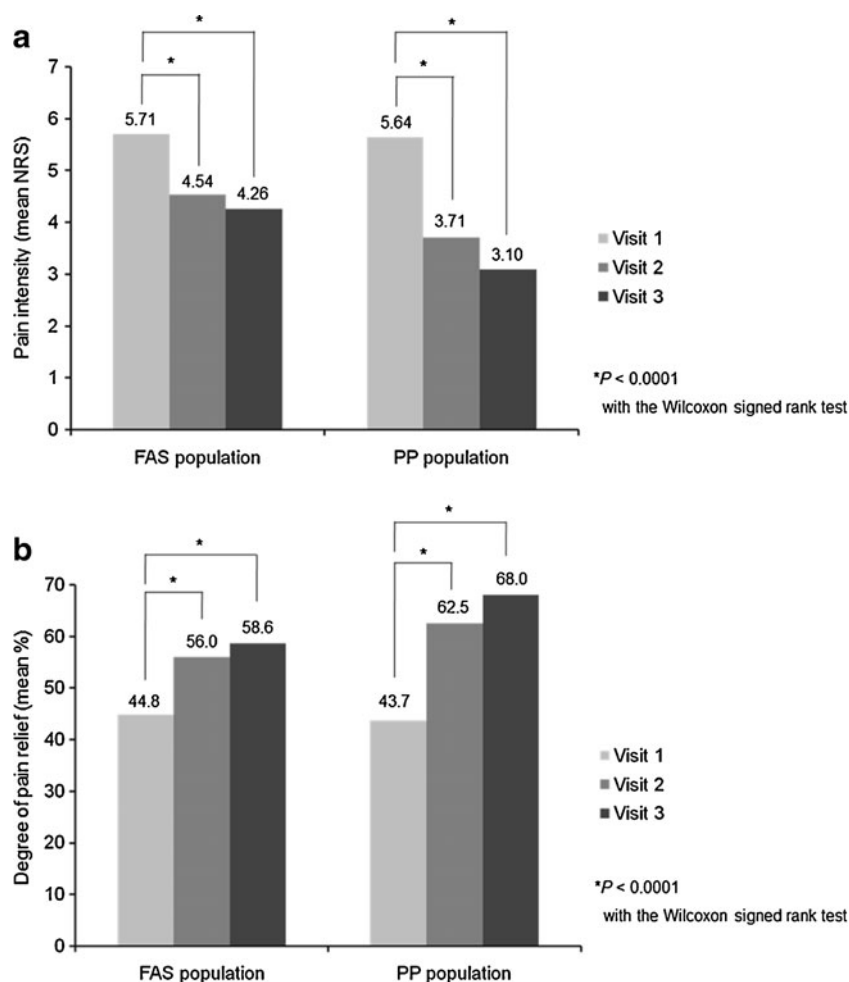 a
* *
* *
7
6
5
4
3
2
1
0
Pain intensity (mean NRS)
5.71
4.54
4.26
5.64
3.71
3.10
FAS population PP population
Visit 1
Visit 2
Visit 3
*P < 0.0001
with the Wilcoxon signed rank test
b
* *
* *
70
60
50
40
30
20
10
0
Degree of pain relief (mean %)
44.8
56.0
58.6
43.7
62.5
68.0
FAS population PP population
Visit 1
Visit 2
Visit 3
*P < 0.0001
with the Wilcoxon signed rank test